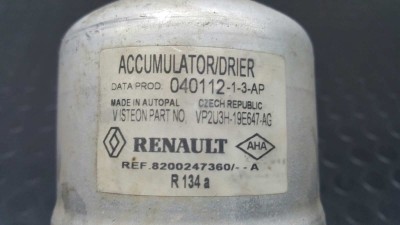 ACCUMULATOR/DRIER
DATA PROD. 040112-1-3-AP
MADE IN AUTOPAL CZECH REPUBLIC
VISTEON PART NO. VP2U3H-19E647-AG
RENAULT AHA
REF.8200247360/--A
R 134 a